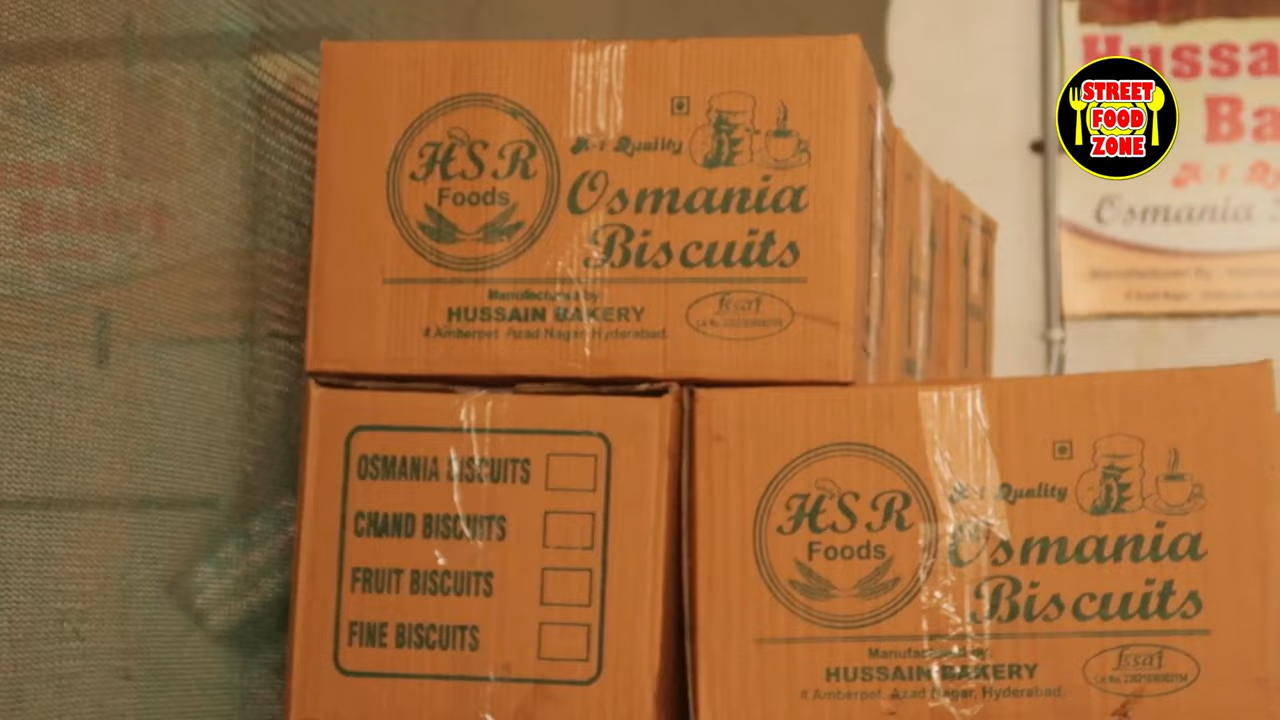 HSR
Foods
A-1 Quality
Osmania
Biscuits
Manufactured by:
HUSSAIN BAKERY
# Amberpet, Azad Nagar, Hyderabad.
fssai
STREET
FOOD
ZONE
Hussa
Ba
Osmania
OSMANIA BISCUITS
CHAND BISCUITS
FRUIT BISCUITS
FINE BISCUITS
HSR
Foods
A-1 Quality
Osmania
Biscuits
Manufactured by:
HUSSAIN BAKERY
# Amberpet, Azad Nagar, Hyderabad.
fssai